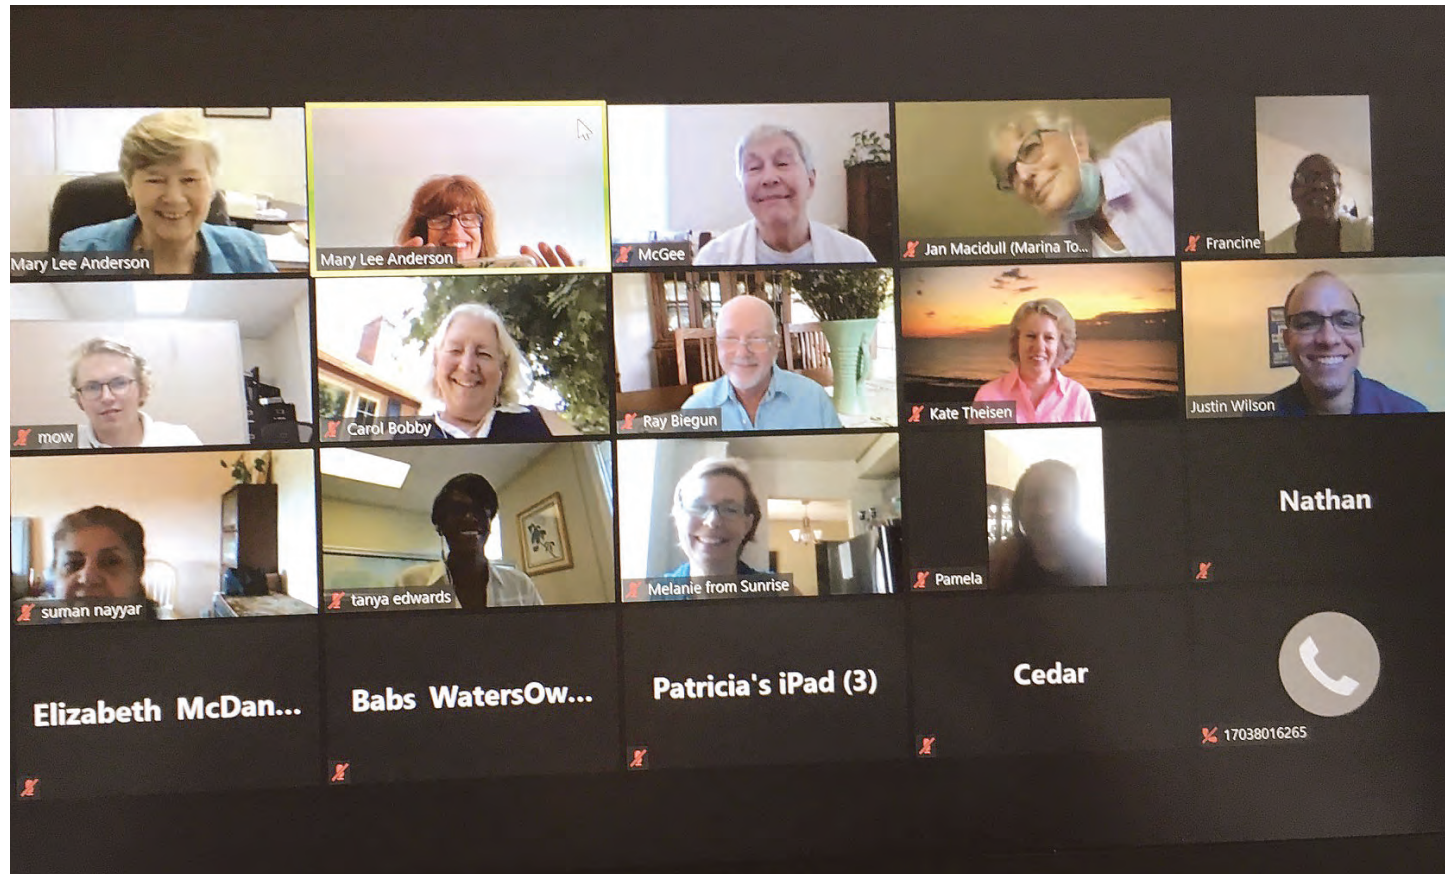 Mary Lee Anderson
Mary Lee Anderson
McGee
Jan Macidull (Marina To...
Francine
mow
Carol Bobby
Ray Biegun
Kate Theisen
Justin Wilson
suman nayyar
tanya edwards
Melanie from Sunrise
Pamela
Nathan
Elizabeth McDan...
Babs WatersOw...
Patricia's iPad (3)
Cedar
17038016265